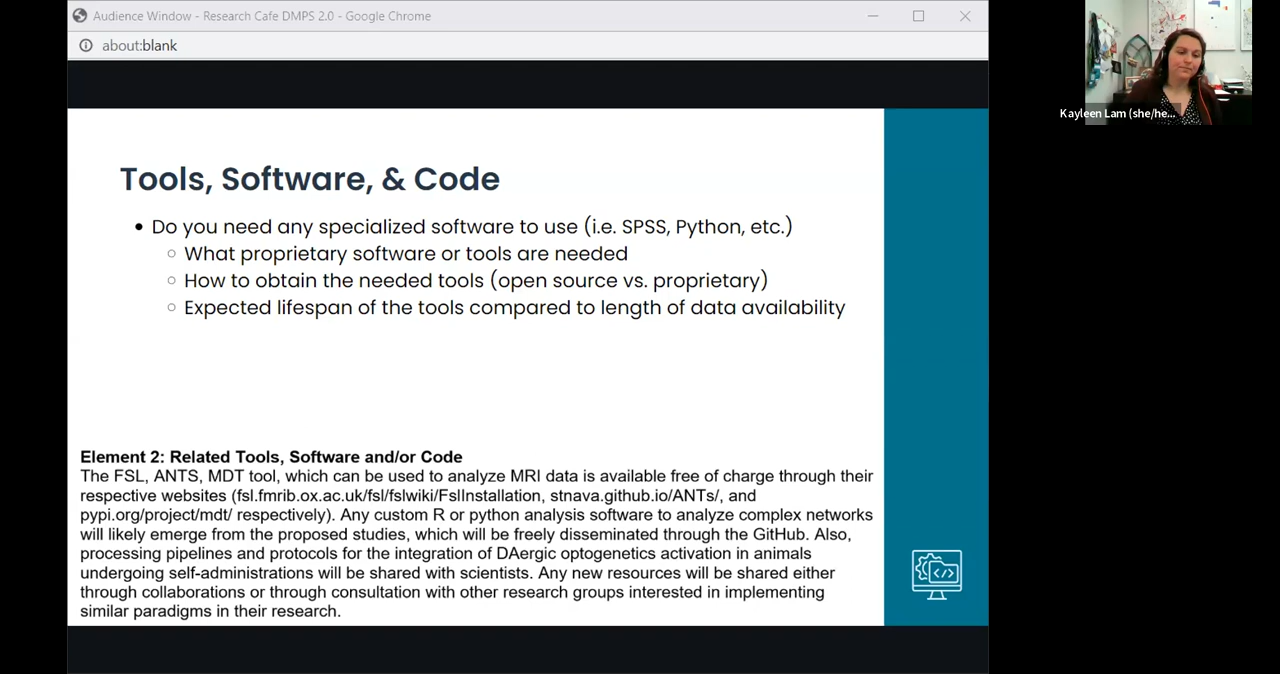 Audience Window - Research Cafe DMPS 2.0 - Google Chrome
about:blank
Kayleen Lam (she/he...
Tools, Software, & Code
• Do you need any specialized software to use (i.e. SPSS, Python, etc.)
○ What proprietary software or tools are needed
○ How to obtain the needed tools (open source vs. proprietary)
○ Expected lifespan of the tools compared to length of data availability
Element 2: Related Tools, Software and/or Code
The FSL, ANTS, MDT tool, which can be used to analyze MRI data is available free of charge through their
respective websites (fsl.fmrib.ox.ac.uk/fsl/fslwiki/FslInstallation, stnava.github.io/ANTs/, and
pypi.org/project/mdt/ respectively). Any custom R or python analysis software to analyze complex networks
will likely emerge from the proposed studies, which will be freely disseminated through the GitHub. Also,
processing pipelines and protocols for the integration of DAergic optogenetics activation in animals
undergoing self-administrations will be shared with scientists. Any new resources will be shared either
through collaborations or through consultation with other research groups interested in implementing
similar paradigms in their research.